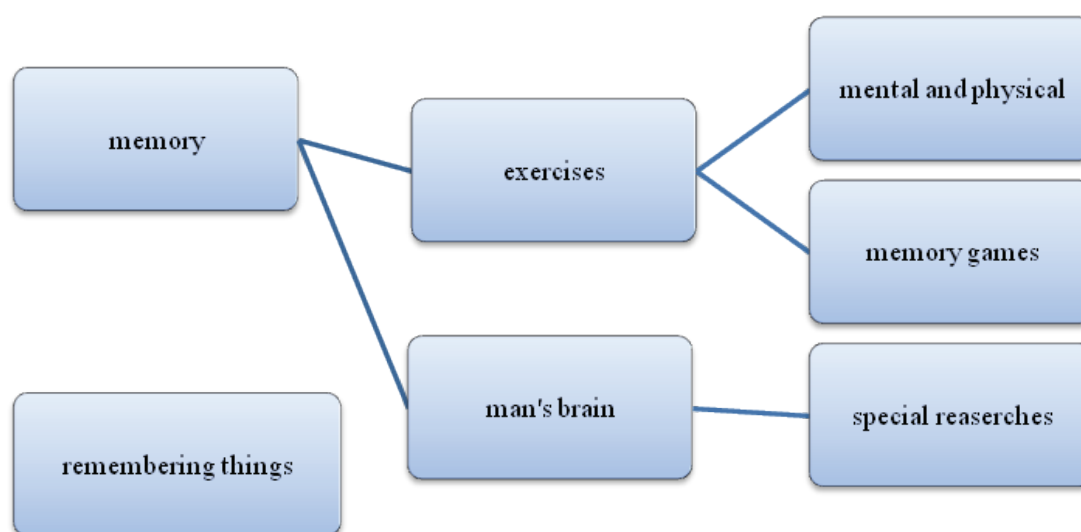 memory
exercises
mental and physical
memory games
man's brain
special reaserches
remembering things